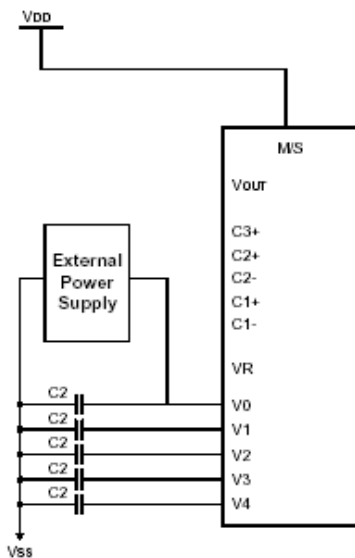 VDD
M/S
VOUT
C3+
C2+
C2-
C1+
C1-
External
Power
Supply
VR
C2
V0
C2
V1
C2
V2
C2
V3
C2
V4
VSS